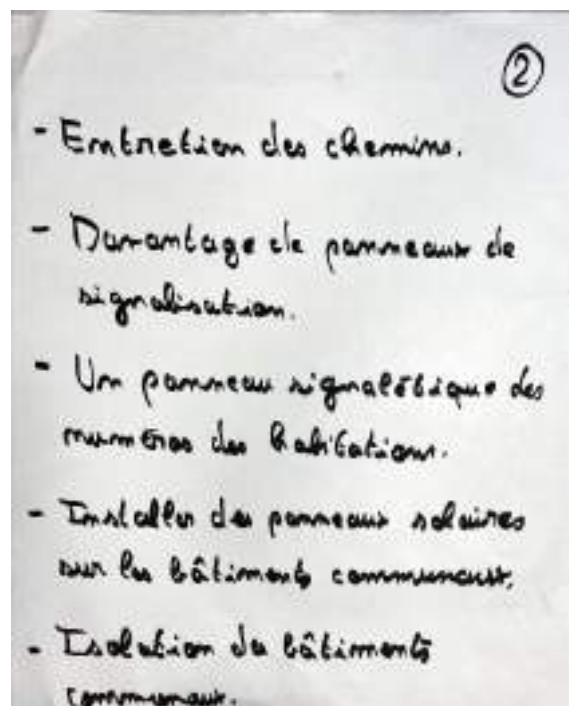 2
- Entretien des chemins.
- Davantage de panneaux de
signalisation.
- Un panneau signalétique des
numéros des habitations.
- Installer des panneaux solaires
sur les bâtiments communaux.
- Isolation des bâtiments
communaux.